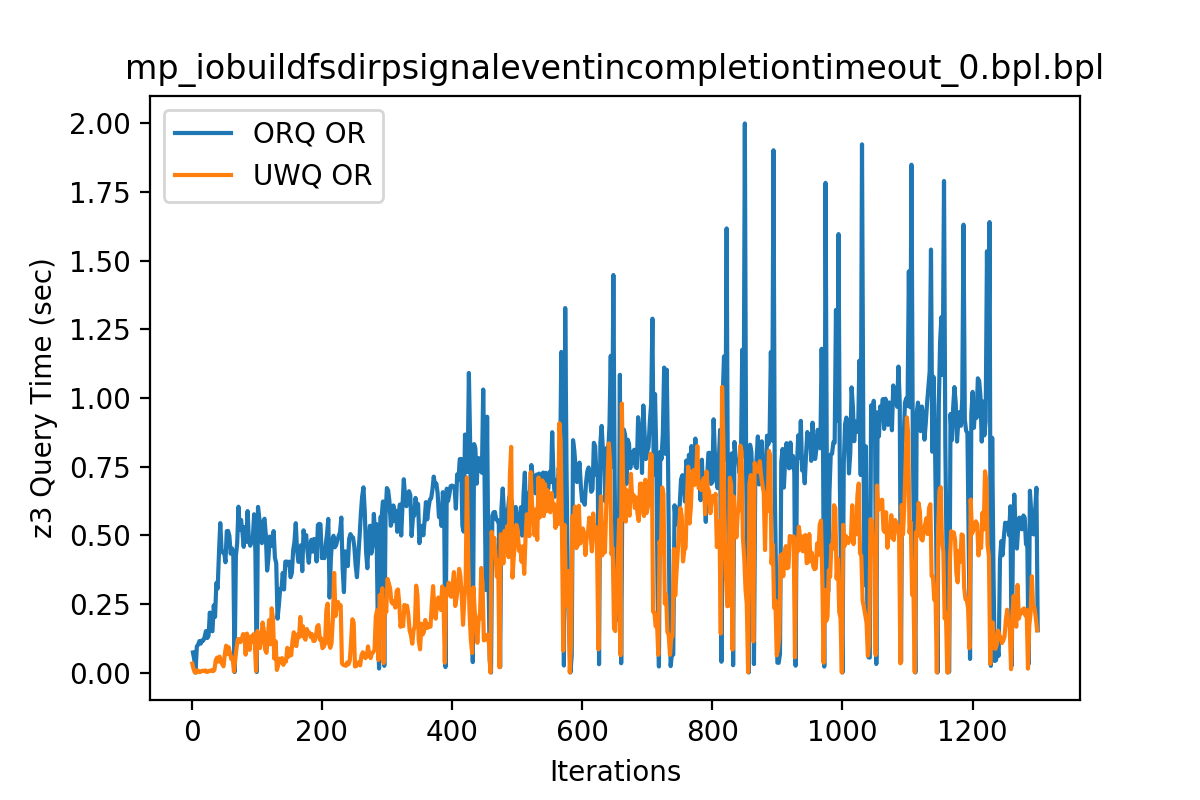 mp_iobuildfsdirpsignaleventincompletiontimeout_0.bpl.bpl
ORQ OR
UWQ OR
z3 Query Time (sec)
2.00
1.75
1.50
1.25
1.00
0.75
0.50
0.25
0.00
0 200 400 600 800 1000 1200
Iterations